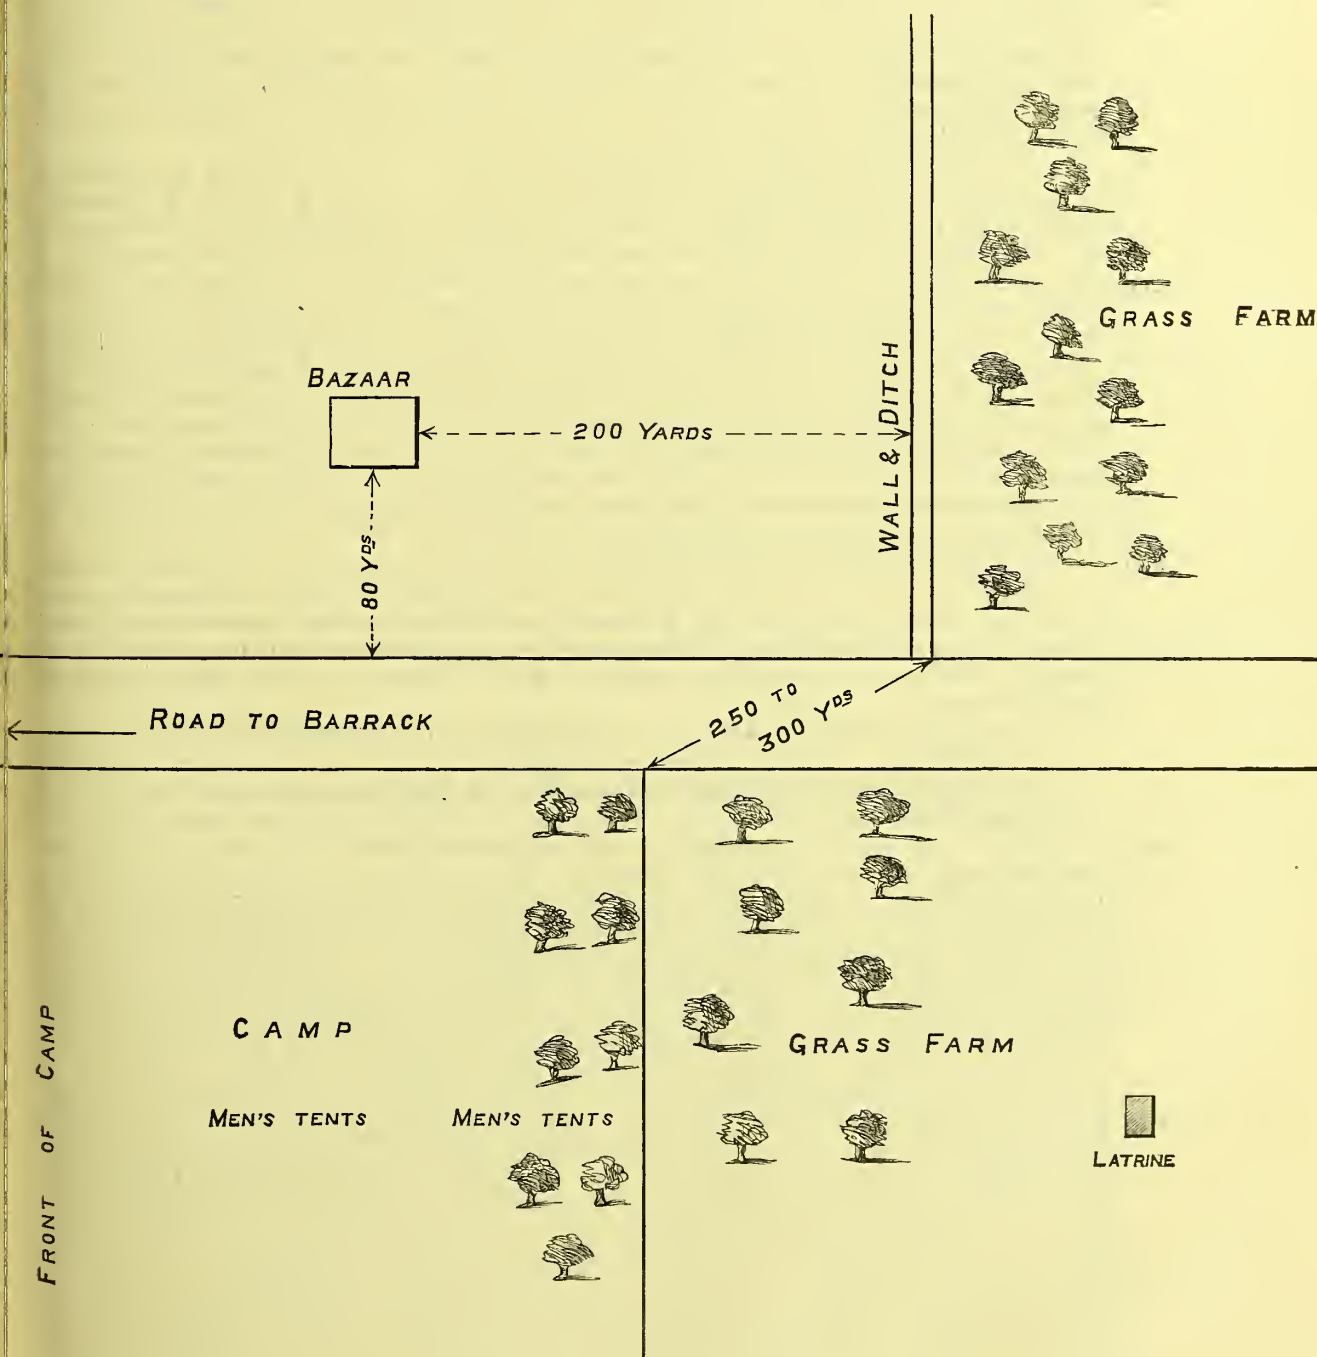 GRASS FARM
BAZAAR
200 YARDS
WALL & DITCH
80 YDS
ROAD TO BARRACK
250 TO
300 YDS
CAMP
GRASS FARM
FRONT OF CAMP
MEN'S TENTS MEN'S TENTS
LATRINE